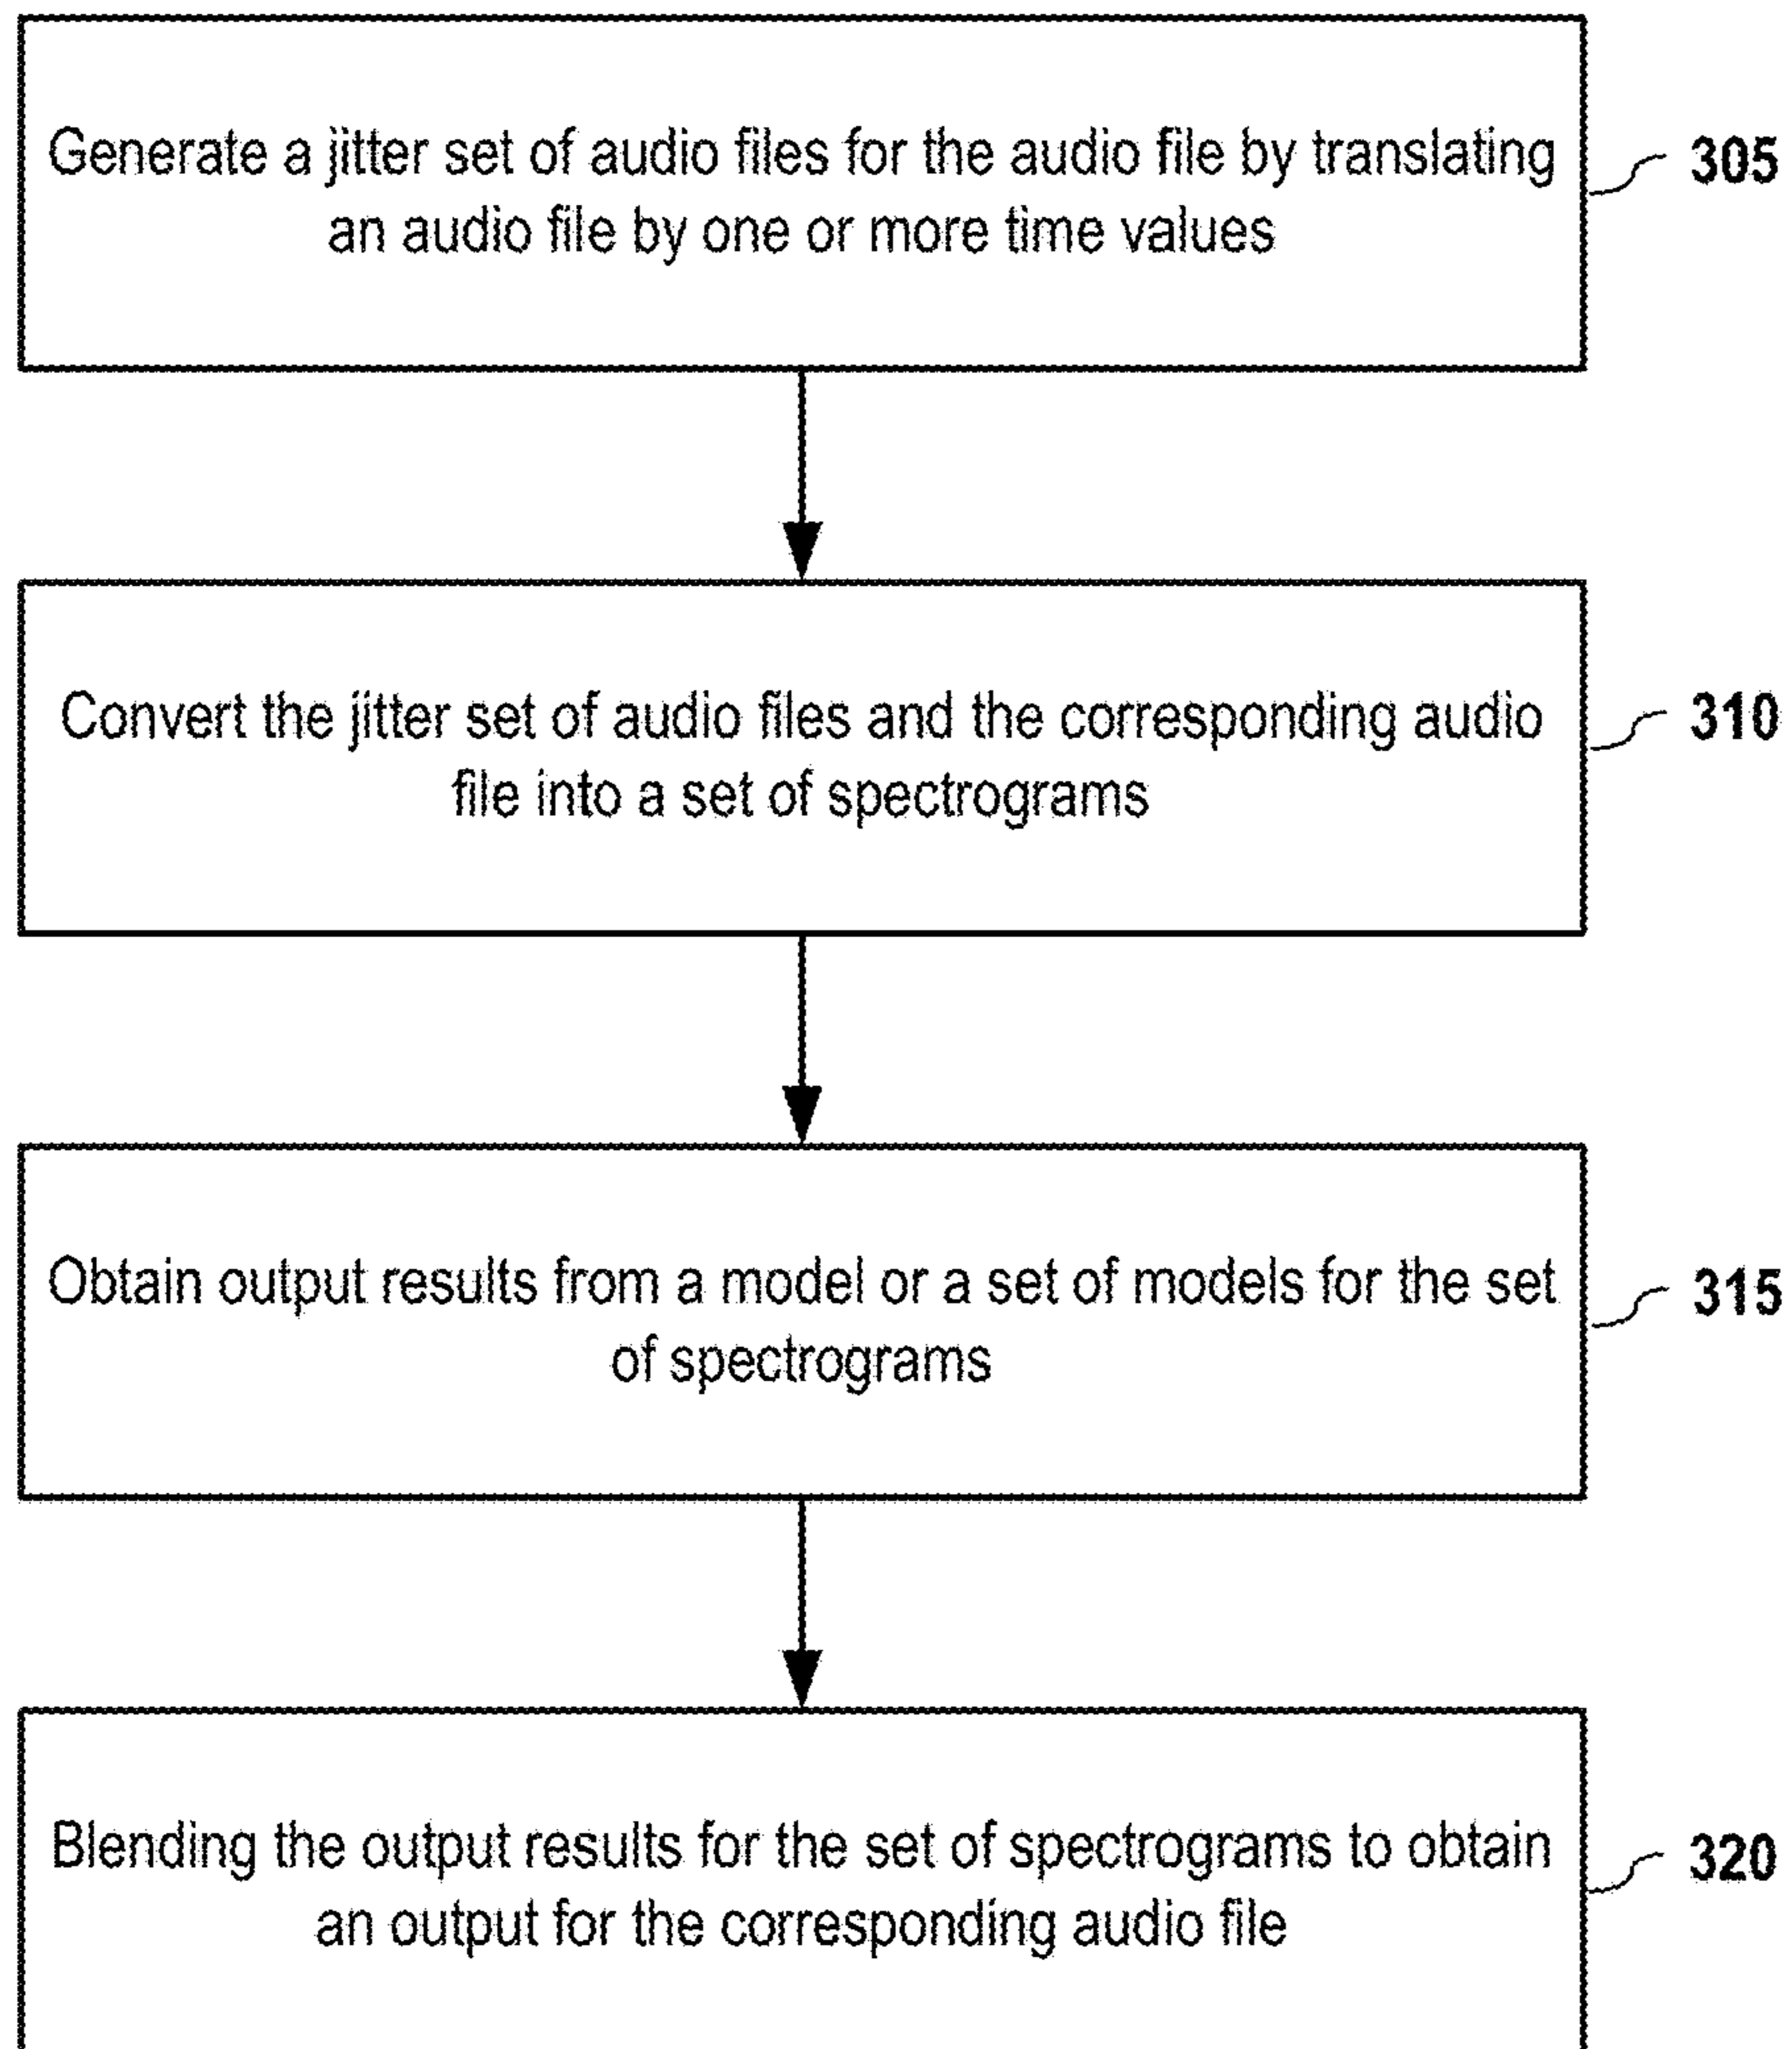 Generate a jitter set of audio files for the audio file by translating
an audio file by one or more time values
305
Convert the jitter set of audio files and the corresponding audio
file into a set of spectrograms
310
Obtain output results from a model or a set of models for the set
of spectrograms
315
Blending the output results for the set of spectrograms to obtain
an output for the corresponding audio file
320